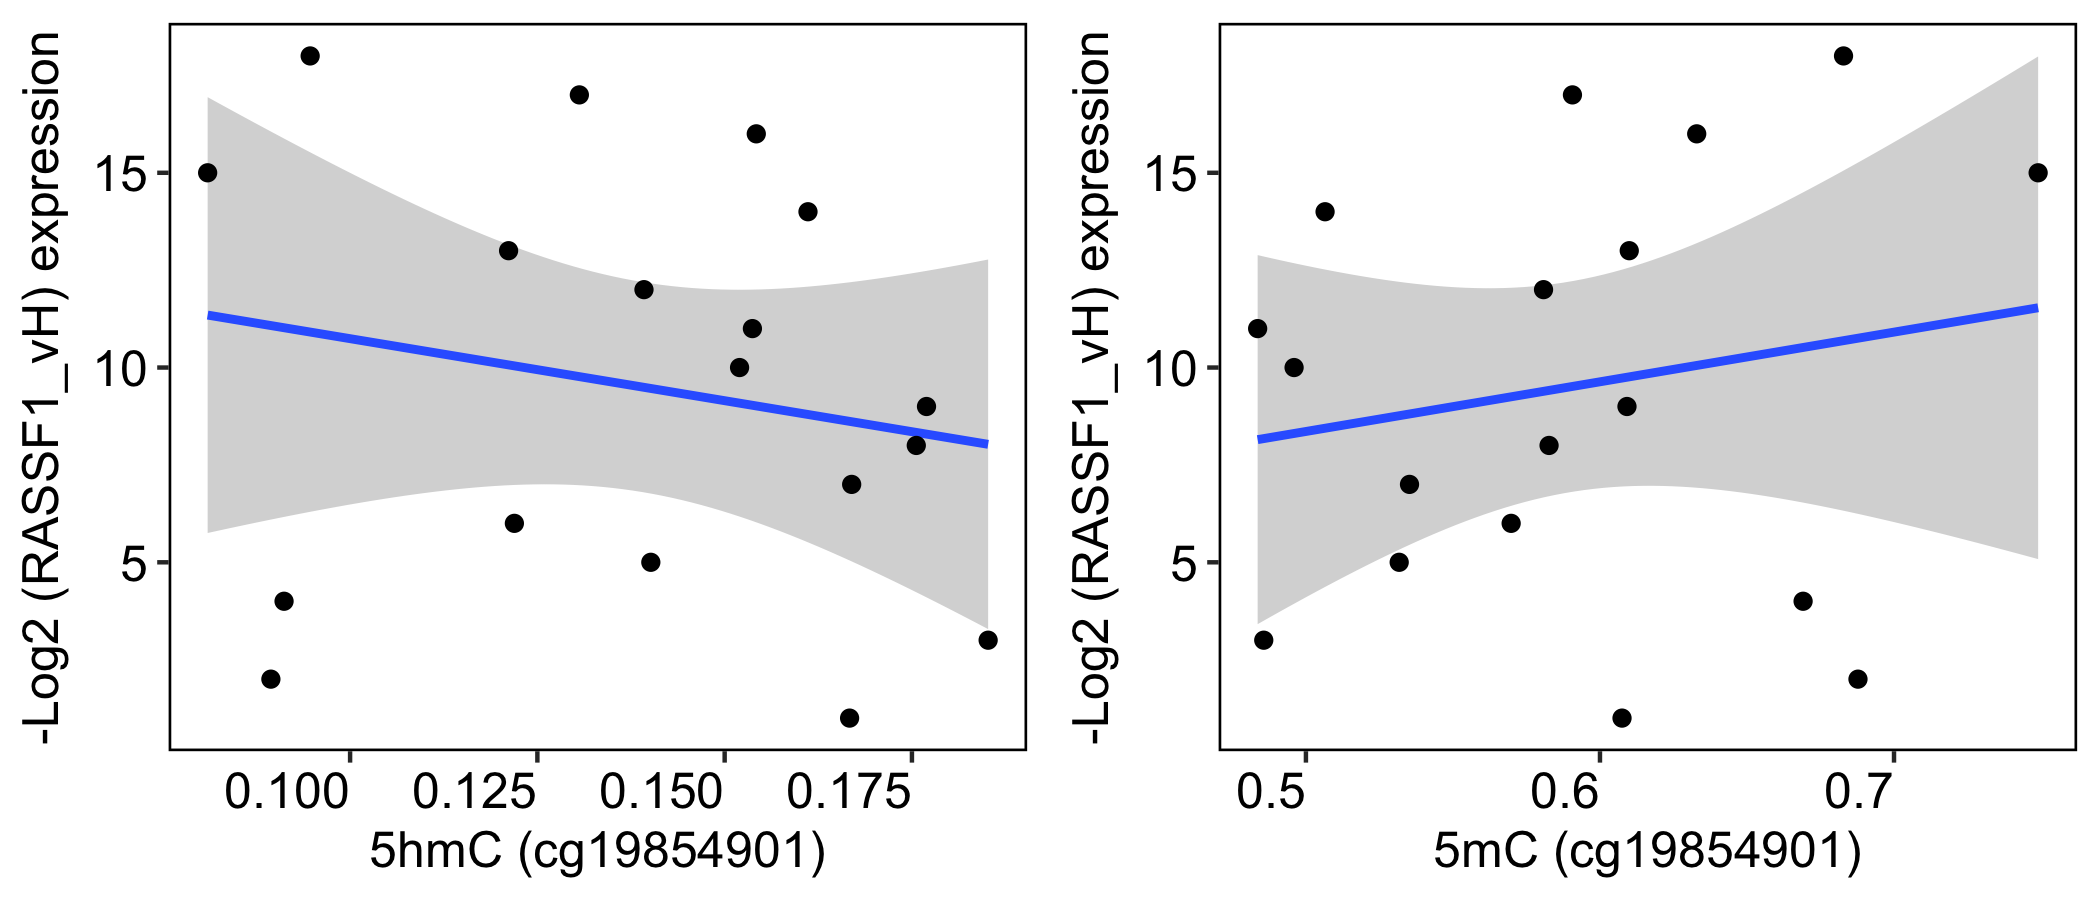 -Log2 (RASSF1_vH) expression
15
10
5
0.100 0.125 0.150 0.175
5hmC (cg19854901)
-Log2 (RASSF1_vH) expression
15
10
5
0.5 0.6 0.7
5mC (cg19854901)